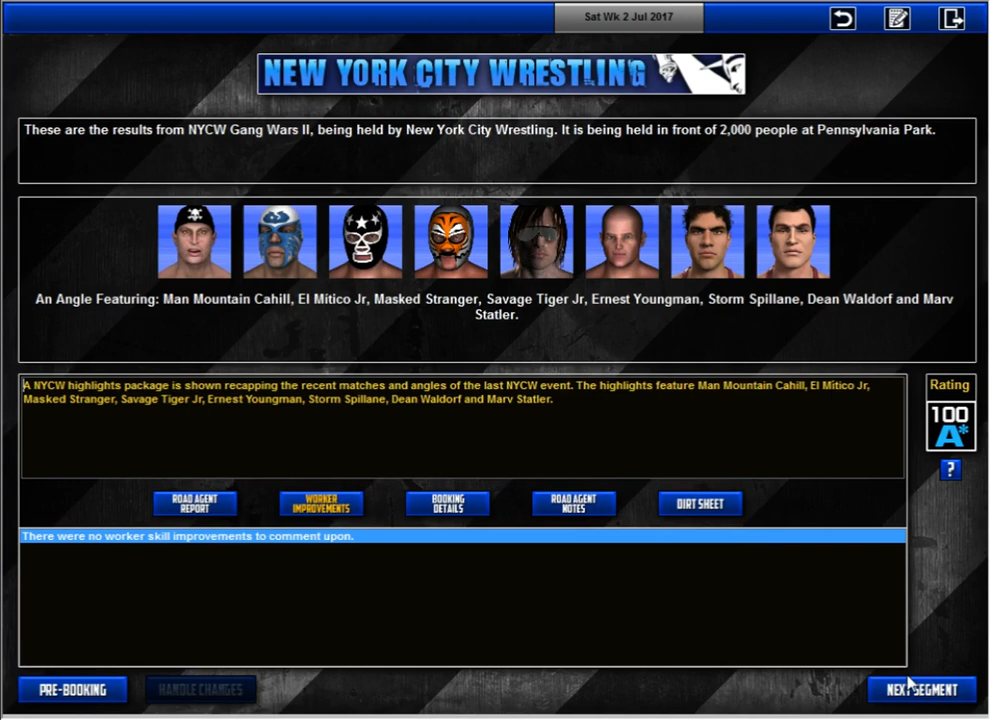 Sat Wk 2 Jul 2017
NEW YORK CITY WRESTLING
These are the results from NYCW Gang Wars II, being held by New York City Wrestling. It is being held in front of 2,000 people at Pennsylvania Park.
An Angle Featuring: Man Mountain Cahill, El Mitico Jr, Masked Stranger, Savage Tiger Jr, Ernest Youngman, Storm Spillane, Dean Waldorf and Marv
Statler.
A NYCW highlights package is shown recapping the recent matches and angles of the last NYCW event. The highlights feature Man Mountain Cahill, El Mitico Jr,
Masked Stranger, Savage Tiger Jr, Ernest Youngman, Storm Spillane, Dean Waldorf and Marv Statler.
Rating
100
A*
?
ROAD AGENT
REPORT
WORKER
IMPROVEMENTS
BOOKING
DETAILS
ROAD AGENT
NOTES
DIRT SHEET
There were no worker skill improvements to comment upon.
PRE-BOOKING
HANDLE CHANGES
NEXT SEGMENT